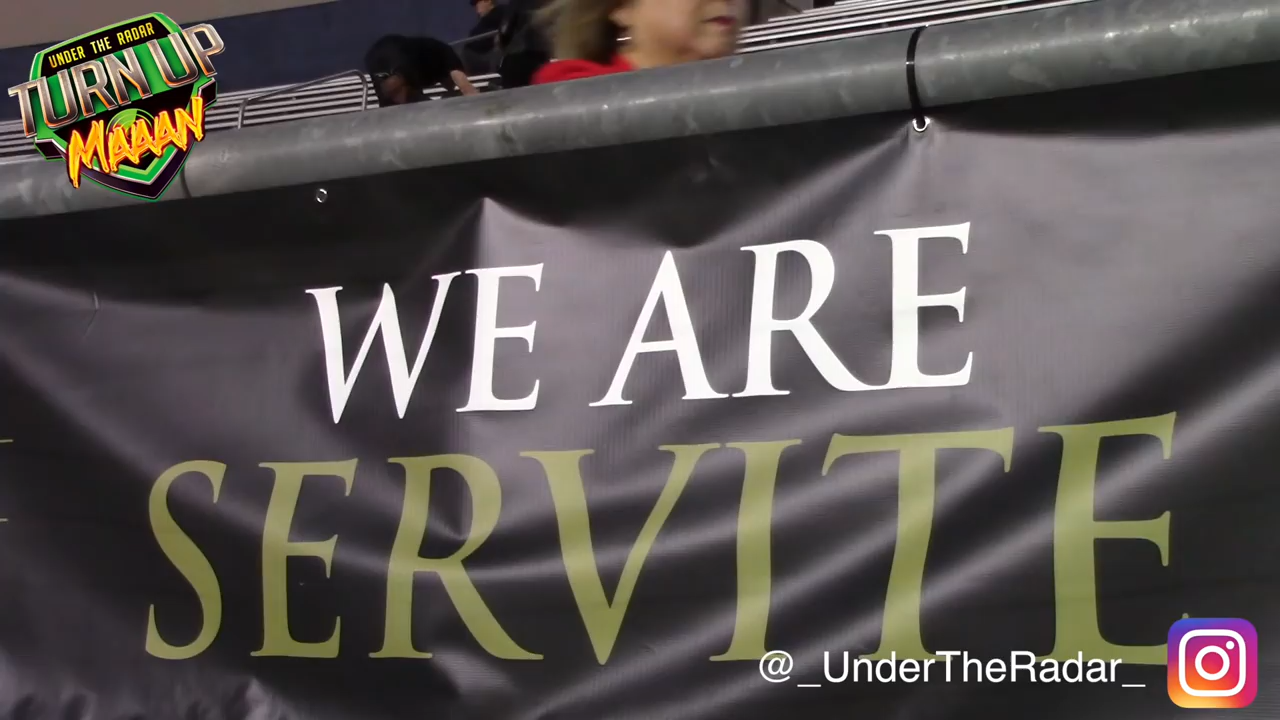 UNDER THE RADAR
TURN UP
MAAAN
WE ARE
SERVITE
@_UnderTheRadar_